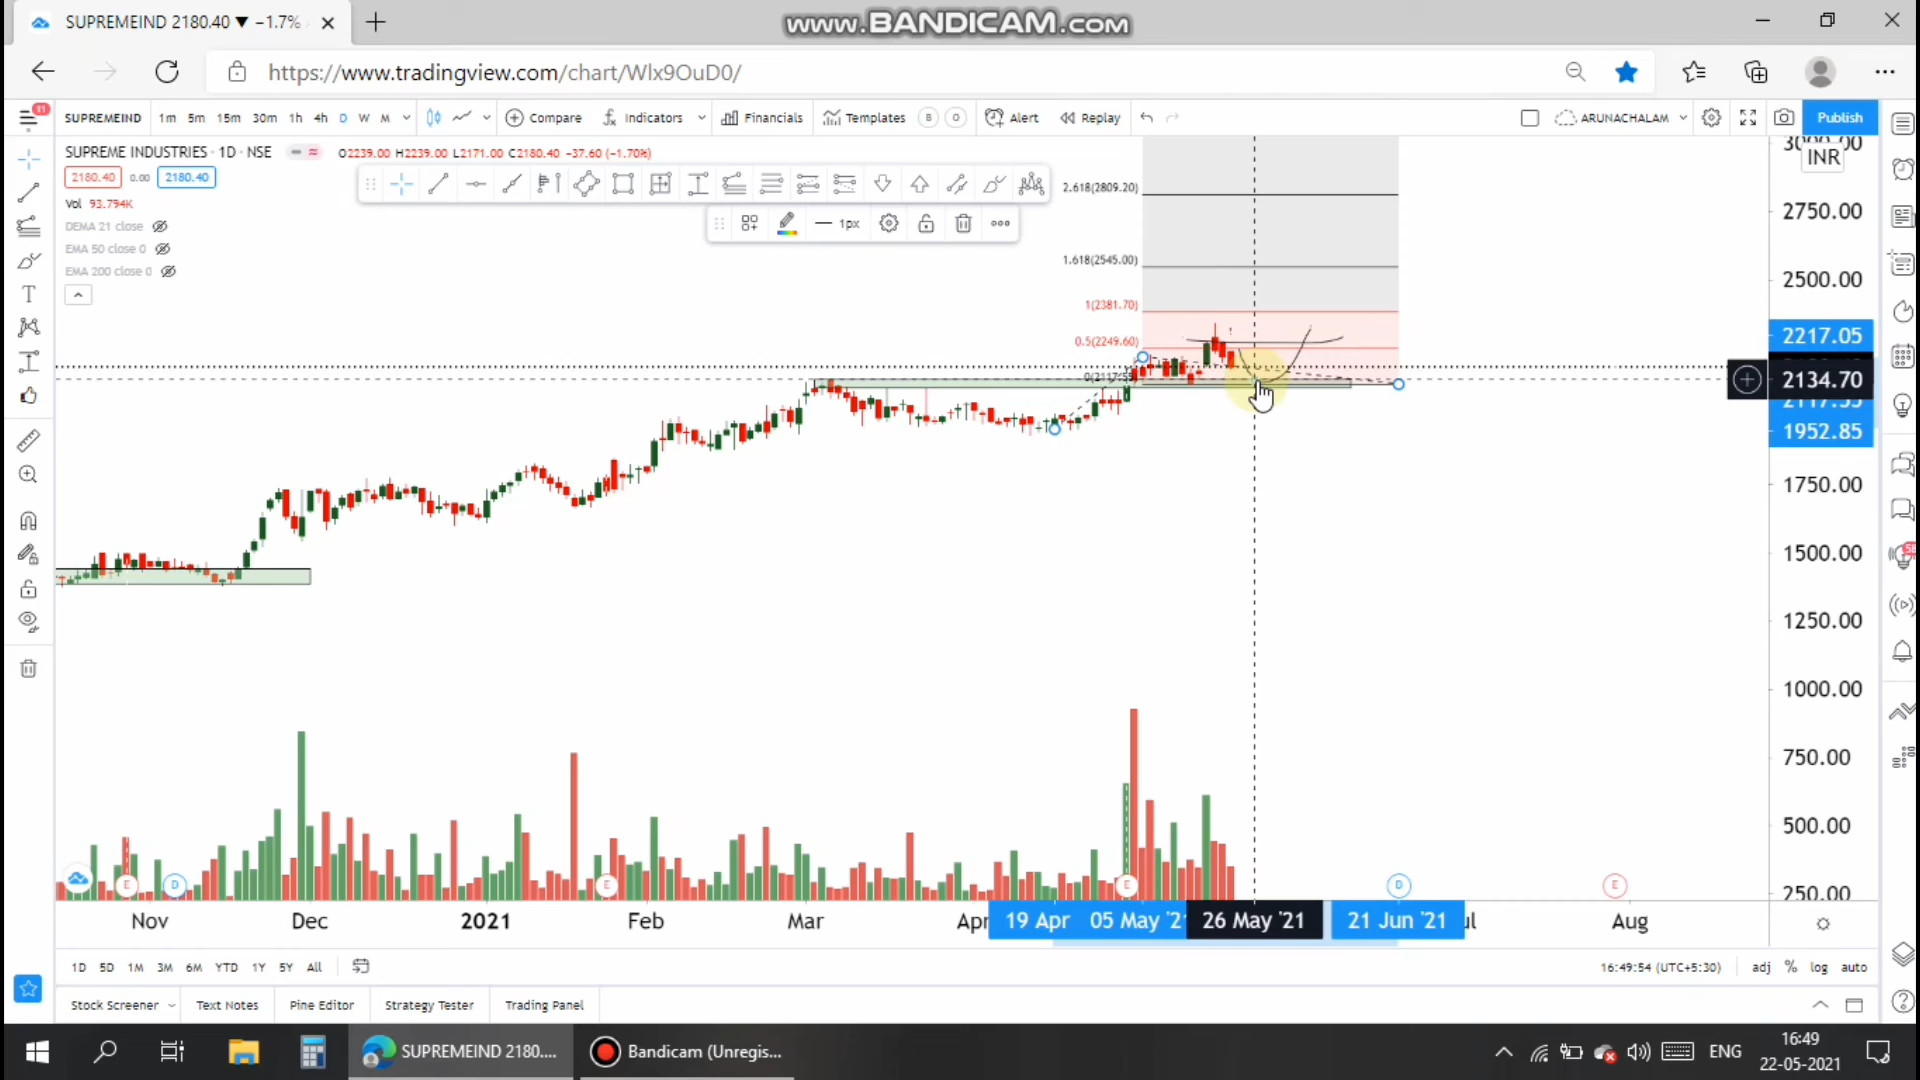 SUPREMEIND 2180.40 ▼ −1.7%
www.BANDICAM.com
https://www.tradingview.com/chart/Wlx9OuD0/
11
SUPREMEIND 1m 5m 15m 30m 1h 4h D W M Compare Indicators Financials Templates B O Alert Replay ARUNACHALAM Publish
SUPREME INDUSTRIES · 1D · NSE O2239.00 H2239.00 L2171.00 C2180.40 −37.60 (−1.70%)
INR
2180.40 0.00 2180.40
Vol 93.794K
1px
DEMA 21 close
EMA 50 close 0
EMA 200 close 0
2.618(2809.20)
1.618(2545.00)
1(2381.70)
0.5(2249.60)
2750.00
2500.00
2217.05
2134.70
1952.85
1750.00
1500.00
1250.00
1000.00
750.00
500.00
250.00
E D E E D E
Nov Dec 2021 Feb Mar Apr 19 Apr 05 May '2 26 May '21 21 Jun '21 Aug
1D 5D 1M 3M 6M YTD 1Y 5Y All 16:49:54 (UTC+5:30) adj % log auto
Stock Screener Text Notes Pine Editor Strategy Tester Trading Panel
SUPREMEIND 2180.... Bandicam (Unregis... ENG 16:49
22-05-2021